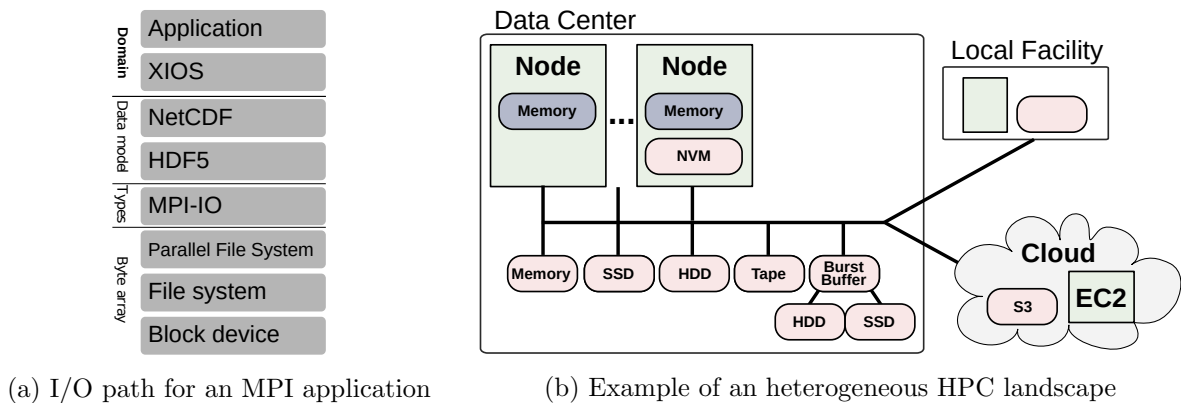 Domain
Application
XIOS
Data model
NetCDF
HDF5
Types
MPI-IO
Byte array
Parallel File System
File system
Block device
(a) I/O path for an MPI application
Data Center
Node
Memory
...
Node
Memory
NVM
Memory
SSD
HDD
Tape
Burst
Buffer
HDD
SSD
Local Facility
Cloud
S3
EC2
(b) Example of an heterogeneous HPC landscape